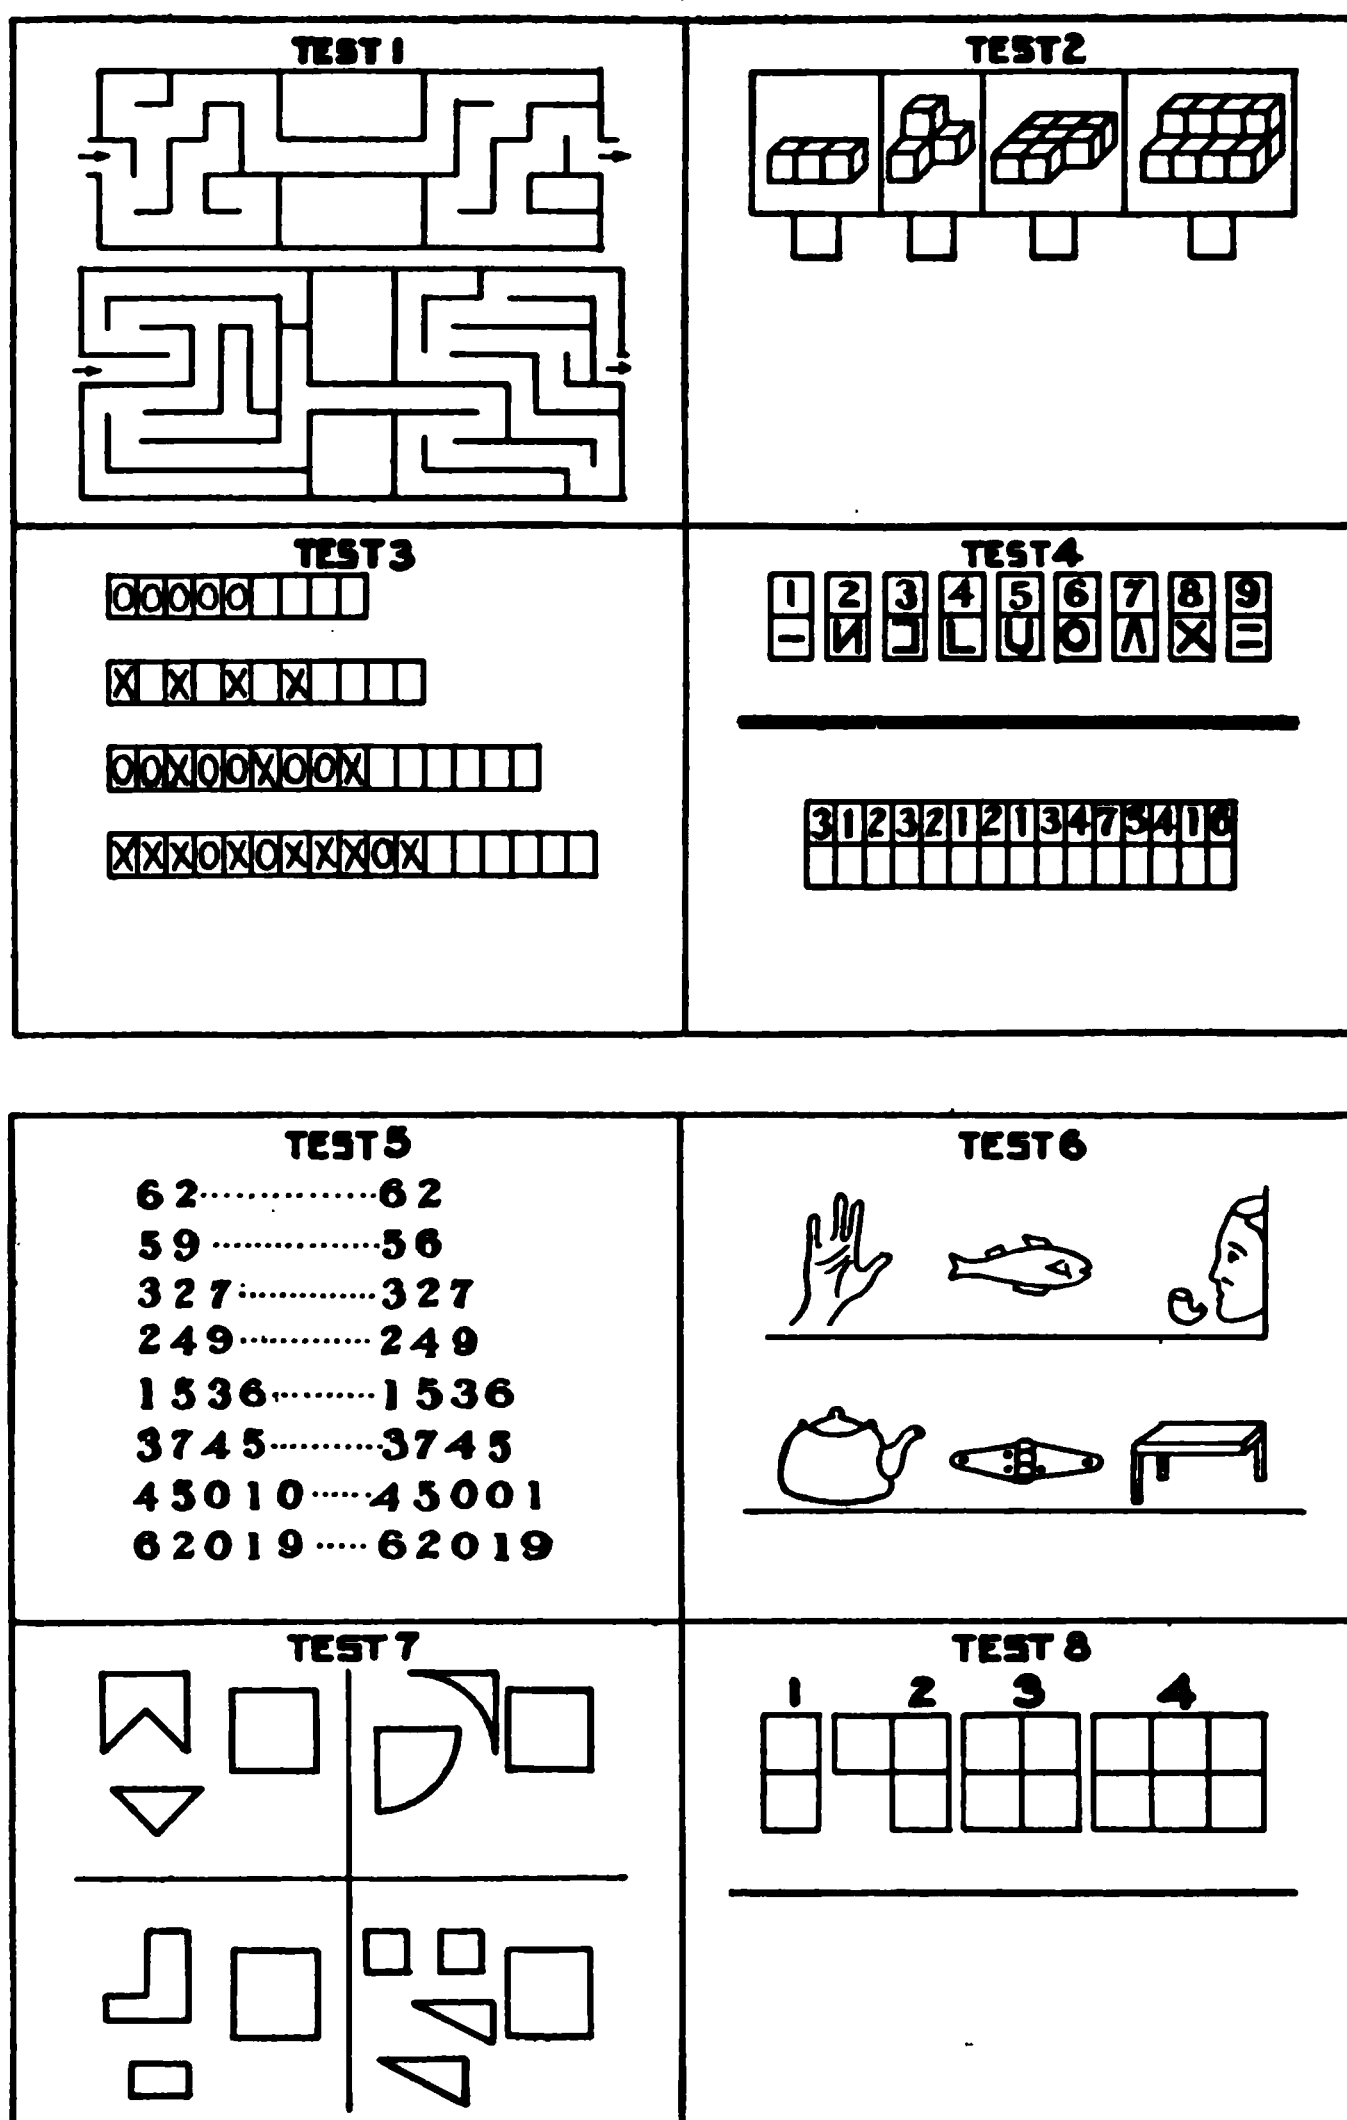 TEST 1
TEST 2
TEST 3
O O O O O
X X X X
O O X O O X O O X
X X X O X O X X X O X
TEST 4
1 2 3 4 5 6 7 8 9
3 1 2 3 2 1 2 1 3 4 7 5 4 1 6
TEST 5
6 2 .............. 6 2
5 9 .............. 5 6
3 2 7 ............ 3 2 7
2 4 9 ........... 2 4 9
1 5 3 6 ......... 1 5 3 6
3 7 4 5 ......... 3 7 4 5
4 5 0 1 0 ...... 4 5 0 0 1
6 2 0 1 9 ..... 6 2 0 1 9
TEST 6
TEST 7
TEST 8
1 2 3 4